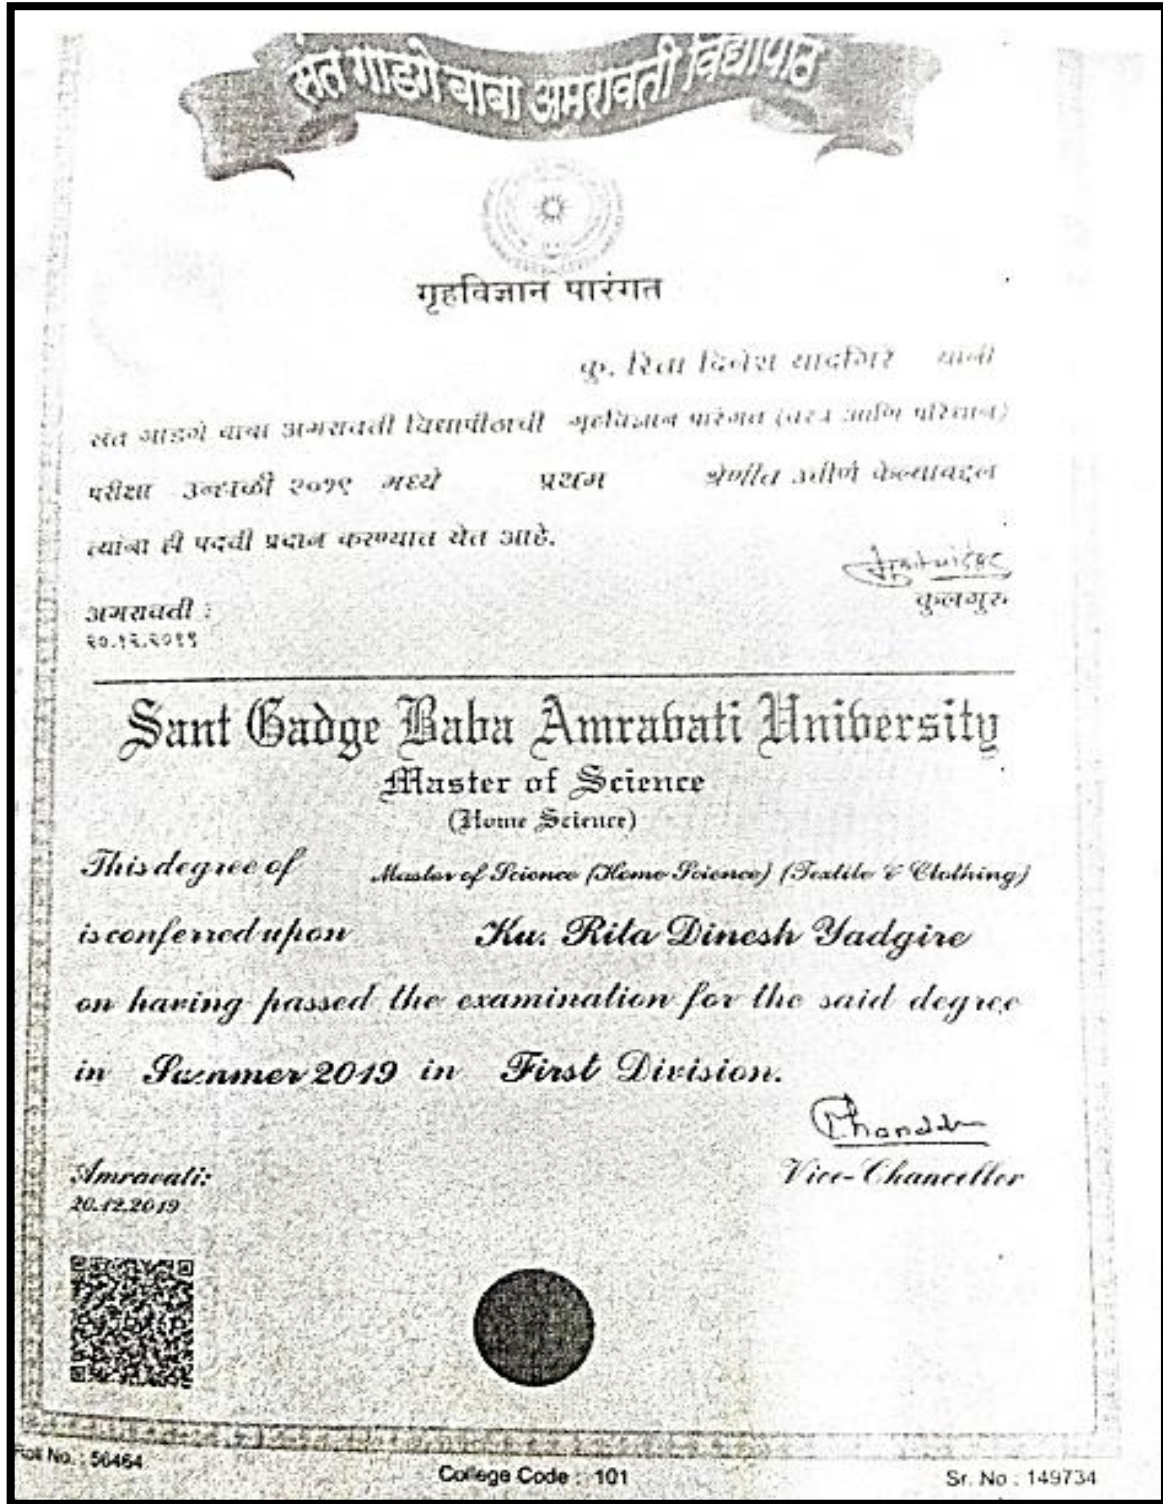 संत गाडगे बाबा अमरावती विद्यापीठ
गृहविज्ञान पारंगत
कु. रिता दिनेश यादगिरे यांनी
संत गाडगे बाबा अमरावती विद्यापीठाची गृहविज्ञान पारंगत (वस्त्र आणि परिधान)
परीक्षा उन्हाळी २०१९ मध्ये प्रथम श्रेणीत उत्तीर्ण केल्याबद्दल
त्यांना ही पदवी प्रदान करण्यात येत आहे.
कुलगुरु
अमरावती :
२०.१२.२०१९
Sant Gadge Baba Amravati University
Master of Science
(Home Science)
This degree of Master of Science (Home Science) (Textile & Clothing)
is conferred upon Ku. Rita Dinesh Yadgire
on having passed the examination for the said degree
in Summer 2019 in First Division.
Vice-Chancellor
Amravati:
20.12.2019
Roll No. : 56464
College Code : 101
Sr. No : 149734